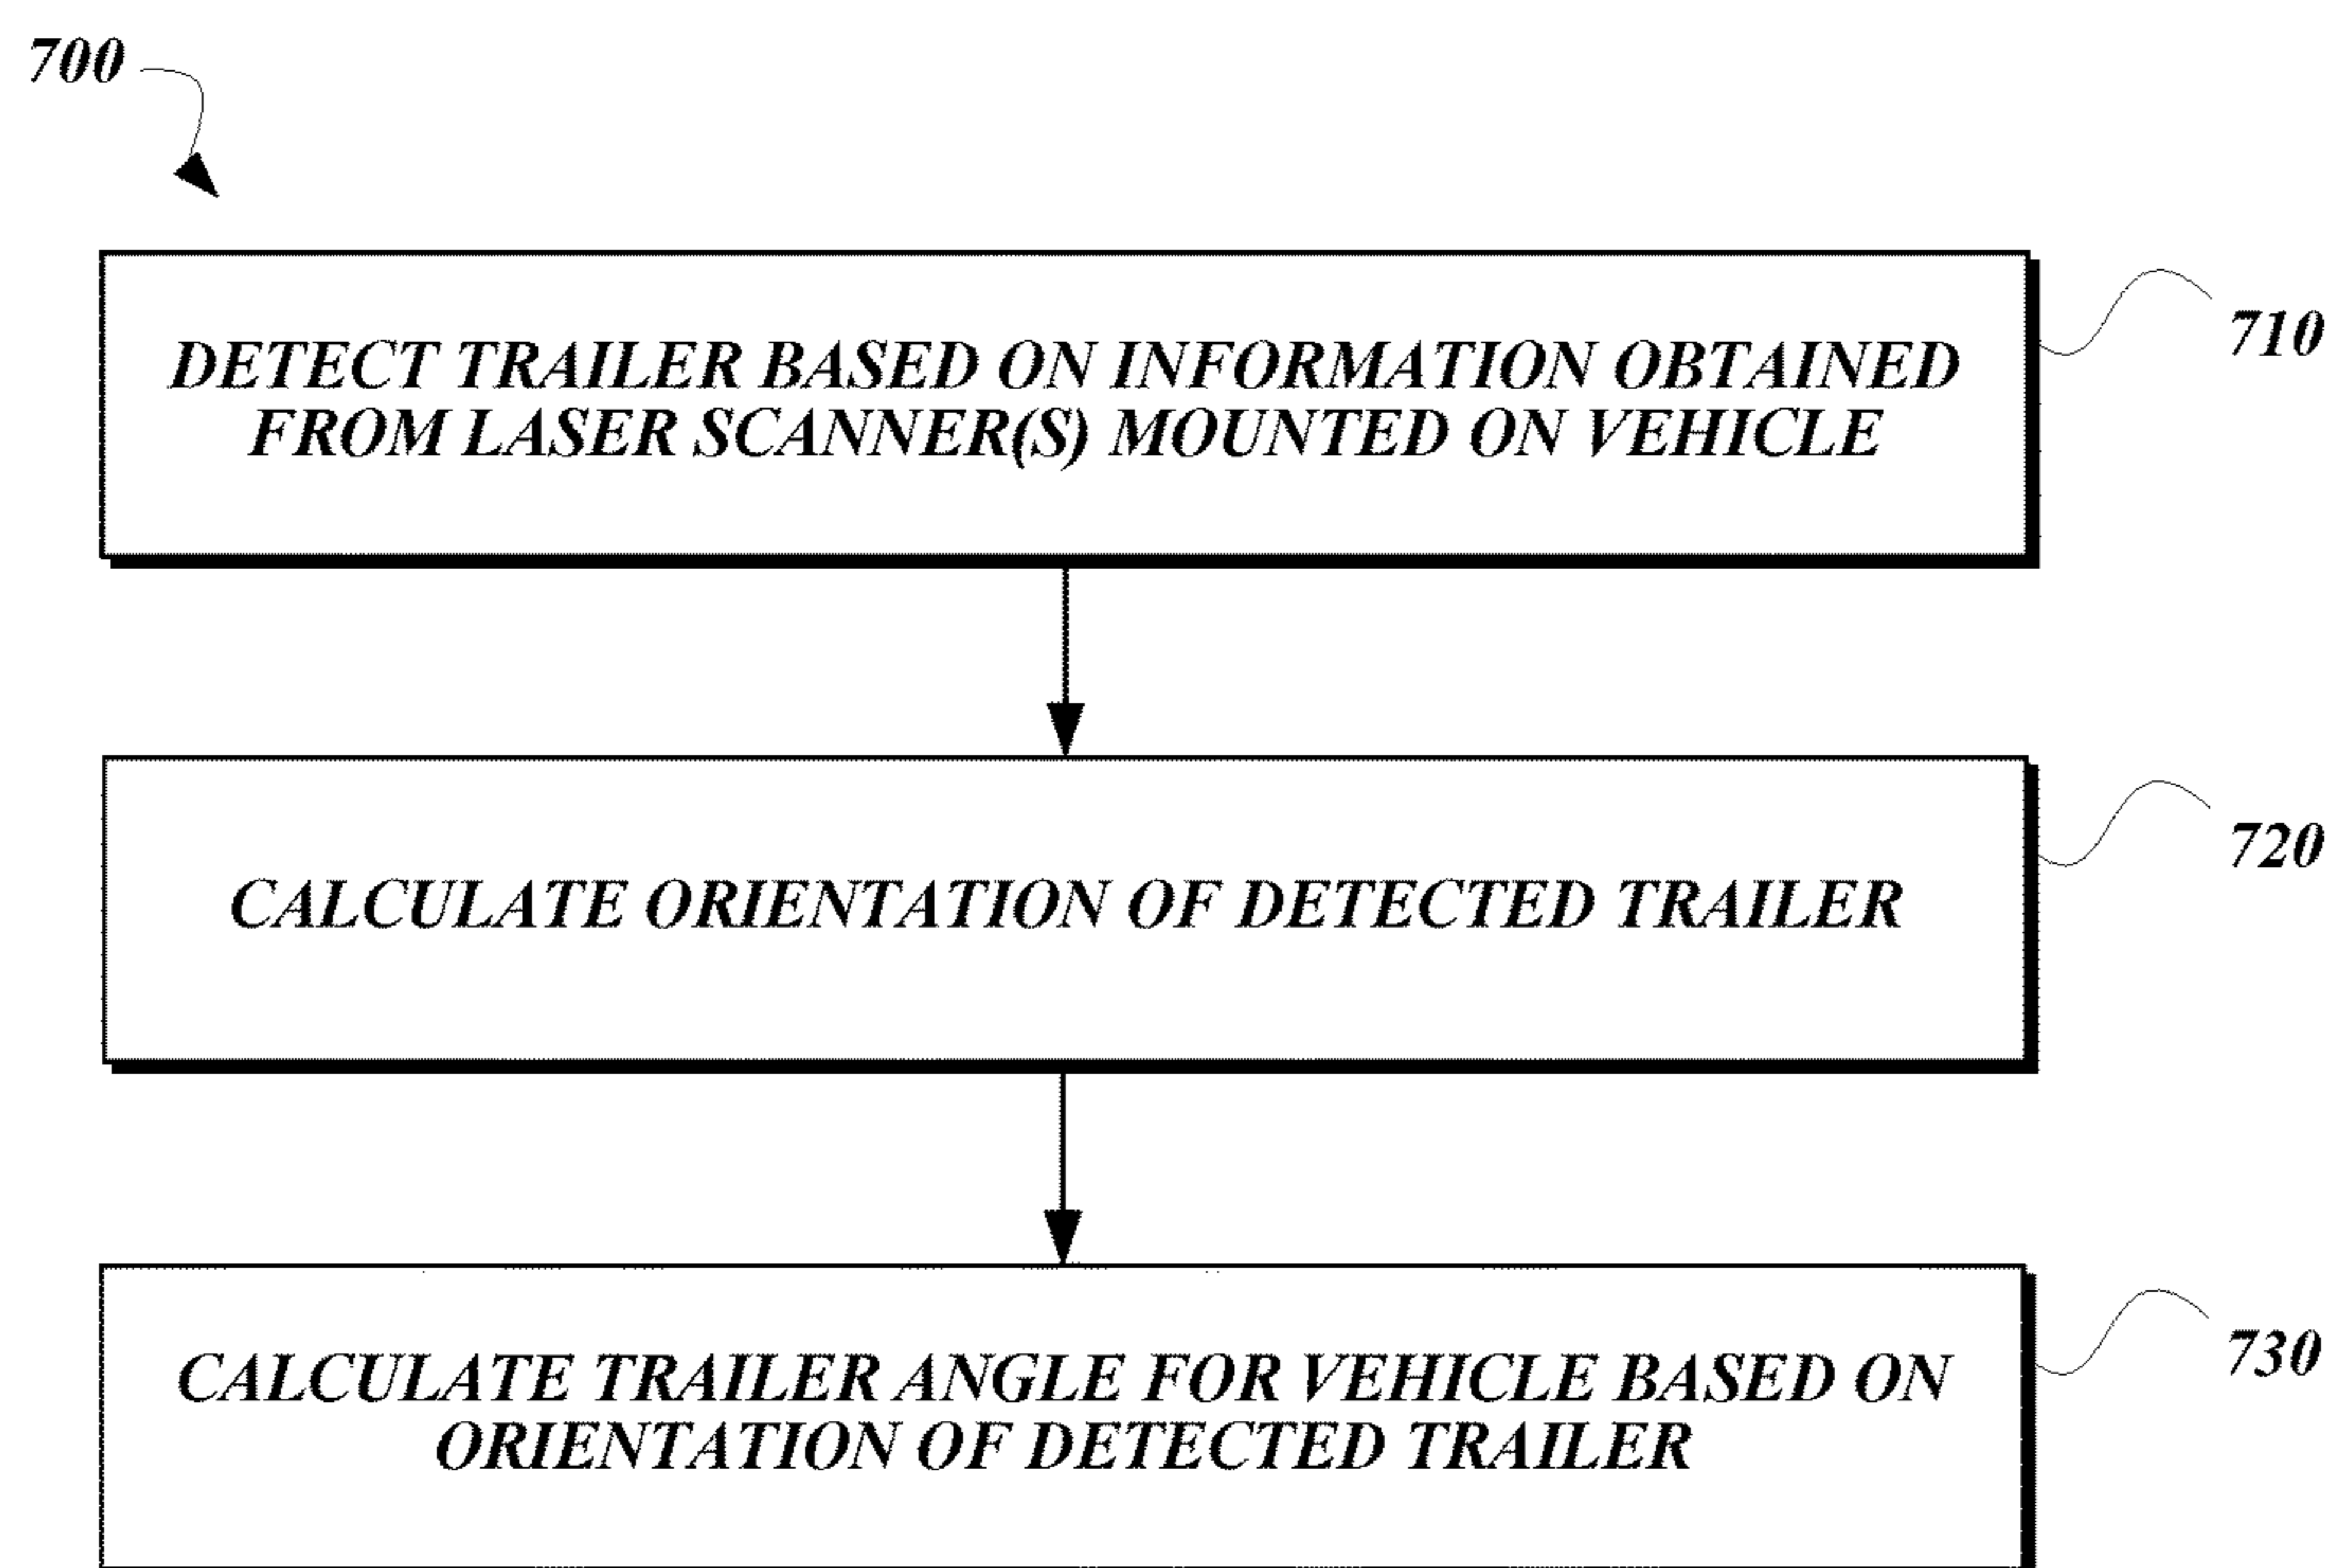 700
DETECT TRAILER BASED ON INFORMATION OBTAINED
FROM LASER SCANNER(S) MOUNTED ON VEHICLE
710
CALCULATE ORIENTATION OF DETECTED TRAILER
720
CALCULATE TRAILER ANGLE FOR VEHICLE BASED ON
ORIENTATION OF DETECTED TRAILER
730